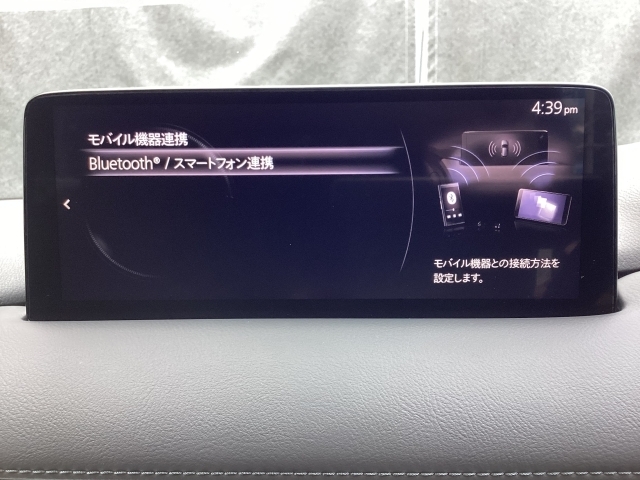 4:39pm
モバイル機器連携
Bluetooth® / スマートフォン連携
モバイル機器との接続方法を
設定します。